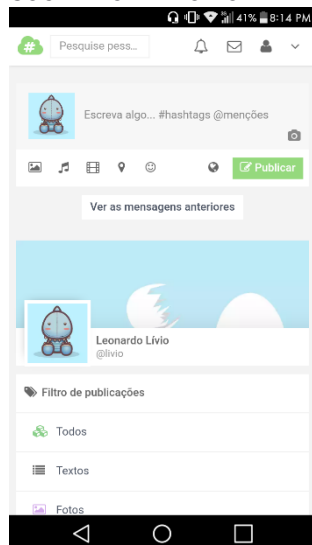 41% 8:14 PM
#
Pesquise pess...
Escreva algo... #hashtags @menções
Publicar
Ver as mensagens anteriores
Leonardo Lívio
@livio
Filtro de publicações
Todos
Textos
Fotos